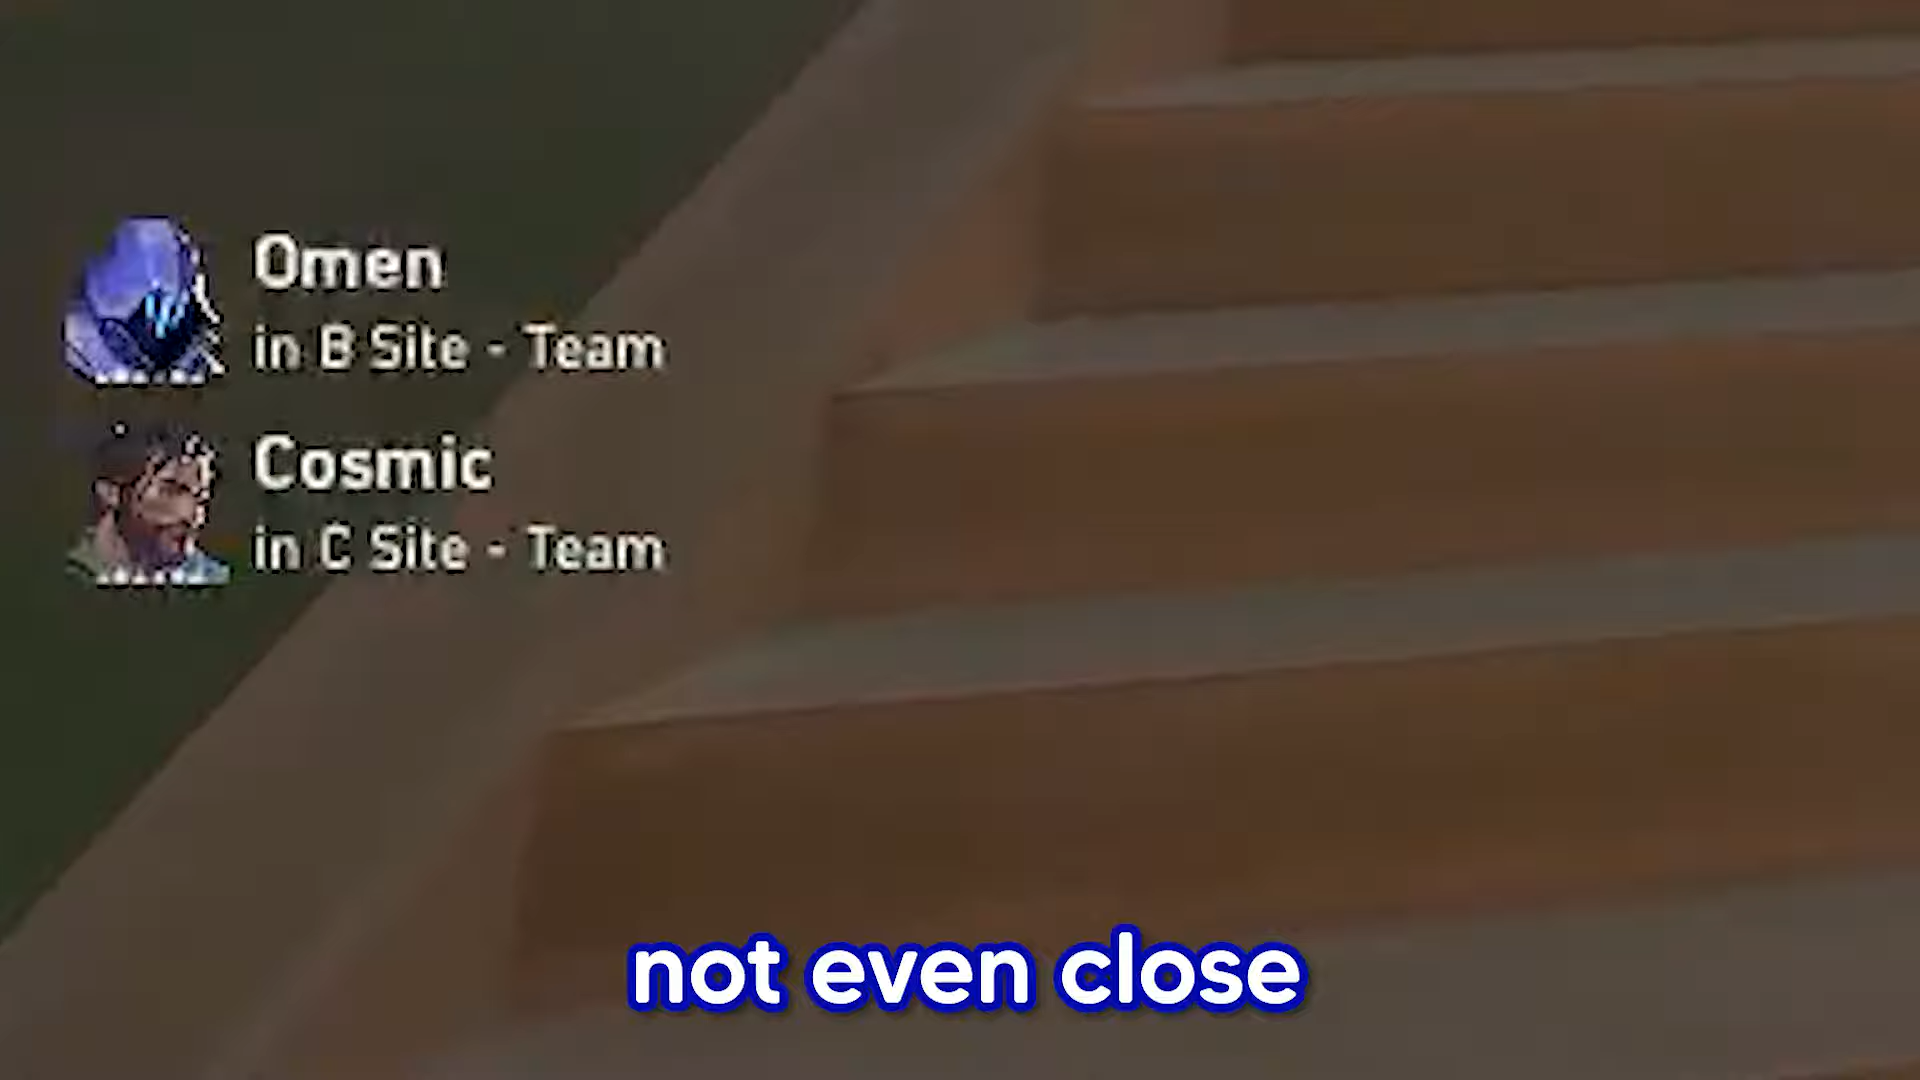 Omen
in B Site - Team
Cosmic
in C Site - Team
not even close